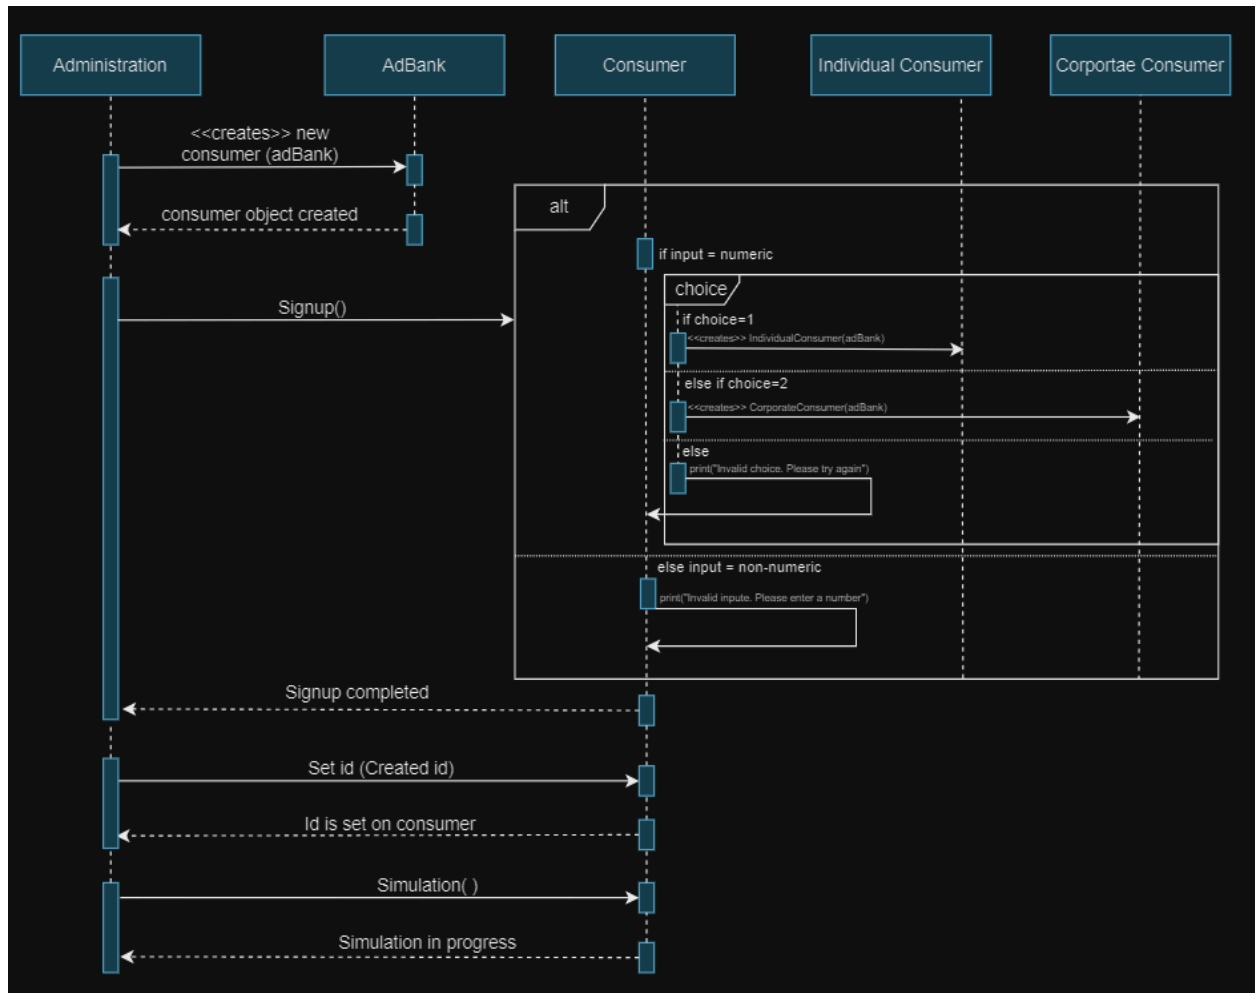 Administration
AdBank
Consumer
Individual Consumer
Corportae Consumer
<<creates>> new
consumer (adBank)
consumer object created
alt
if input = numeric
choice
Signup()
if choice=1
<<creates>> IndividualConsumer(adBank)
else if choice=2
<<creates>> CorporateConsumer(adBank)
else
print("Invalid choice. Please try again")
else input = non-numeric
print("Invalid inpute. Please enter a number")
Signup completed
Set id (Created id)
Id is set on consumer
Simulation( )
Simulation in progress